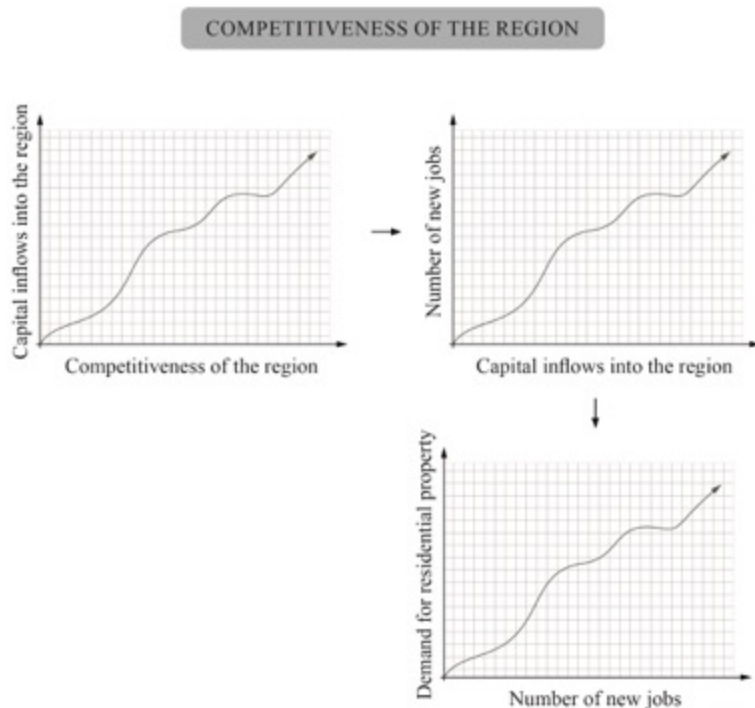 COMPETITIVENESS OF THE REGION
Capital inflows into the region
Competitiveness of the region
Number of new jobs
Capital inflows into the region
Demand for residential property
Number of new jobs